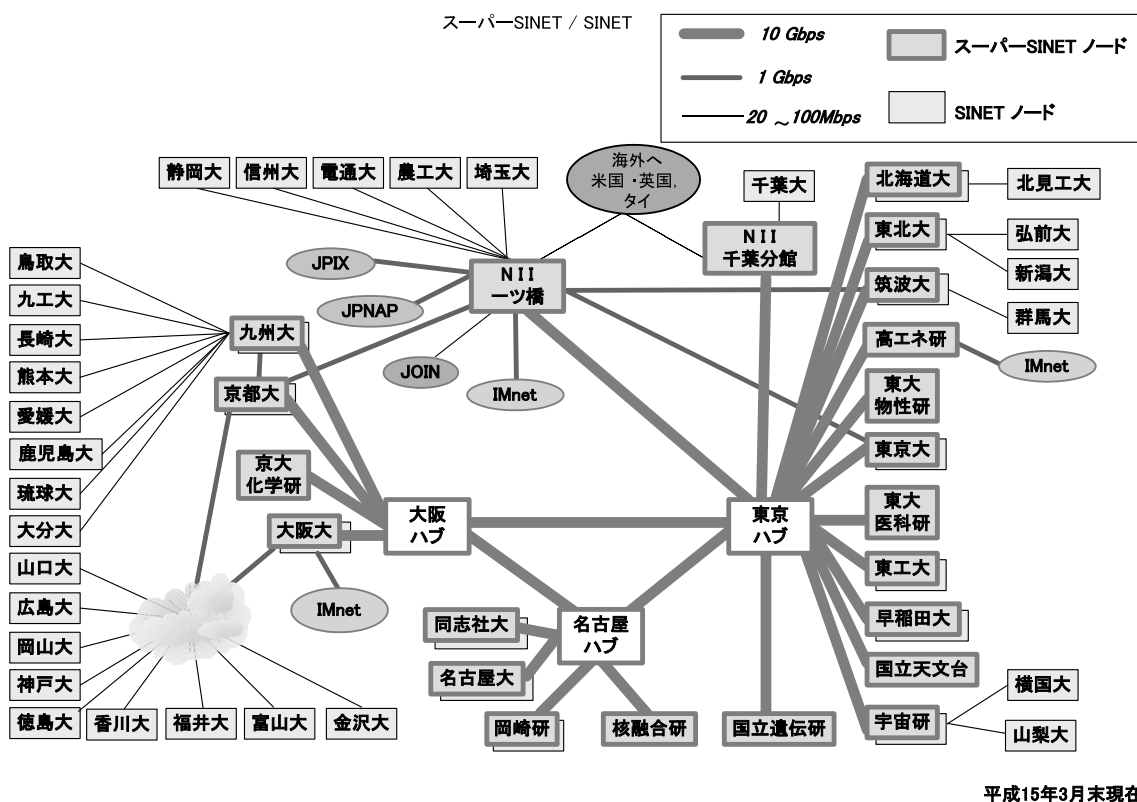 スーパーSINET / SINET
10 Gbps
スーパーSINET ノード
1 Gbps
20 ~100Mbps
SINET ノード
静岡大
信州大
電通大
農工大
埼玉大
海外へ
米国・英国,
タイ
千葉大
北海道大
北見工大
NII
千葉分館
東北大
弘前大
新潟大
鳥取大
JPIX
NII
一ツ橋
筑波大
群馬大
九工大
JPNAP
九州大
長崎大
高エネ研
IMnet
熊本大
JOIN
IMnet
京都大
東大
物性研
愛媛大
鹿児島大
東京大
京大
化学研
琉球大
大阪大
大阪
ハブ
東京
ハブ
東大
医科研
大分大
山口大
東工大
広島大
IMnet
同志社大
名古屋
ハブ
早稲田大
岡山大
名古屋大
国立天文台
神戸大
横国大
徳島大
香川大
福井大
富山大
金沢大
岡崎研
核融合研
国立遺伝研
宇宙研
山梨大
平成15年3月末現在